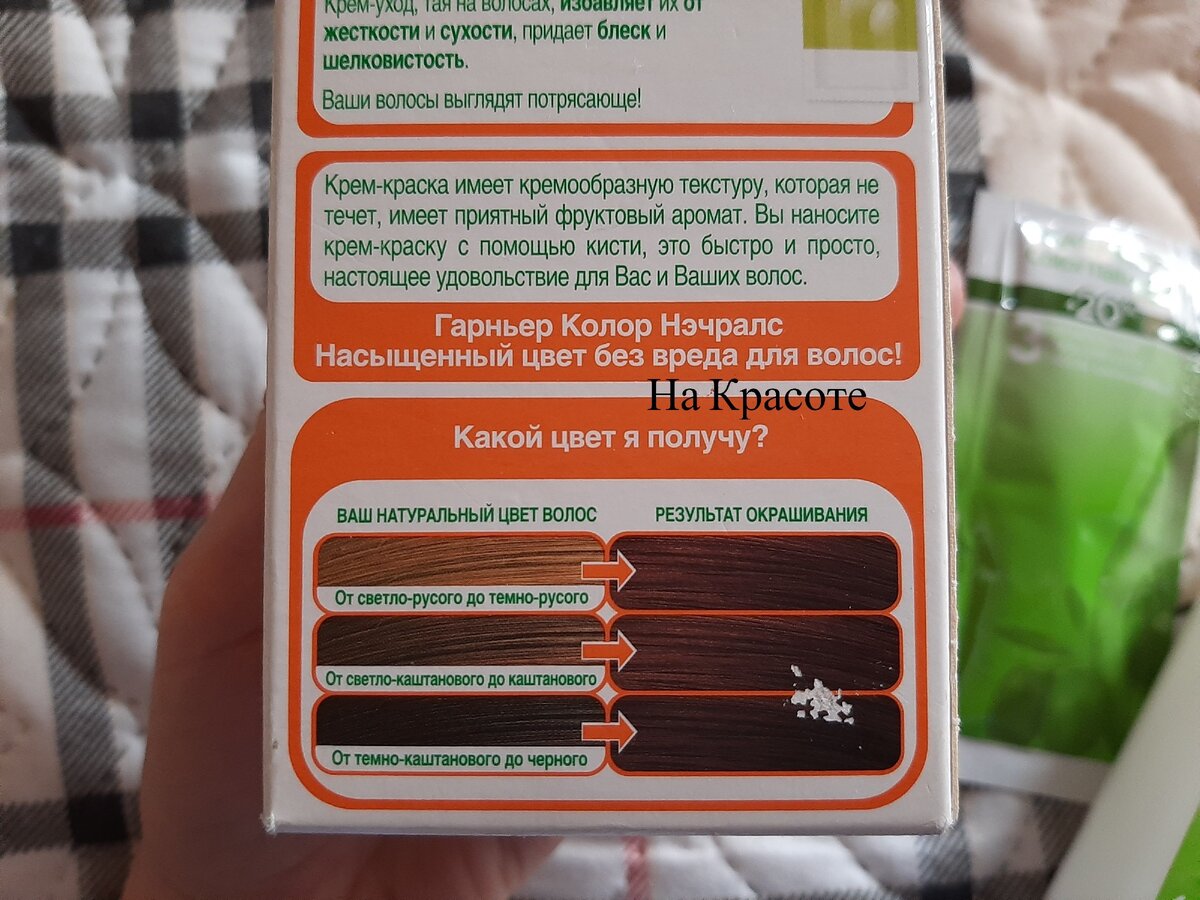 Крем-уход, тая на волосах, избавляет их от
жесткости и сухости, придает блеск и
шелковистость.
Ваши волосы выглядят потрясающе!
Крем-краска имеет кремообразную текстуру, которая не
течет, имеет приятный фруктовый аромат. Вы наносите
крем-краску с помощью кисти, это быстро и просто,
настоящее удовольствие для Вас и Ваших волос.
Гарньер Колор Нэчралс
Насыщенный цвет без вреда для волос!
На Красоте
Какой цвет я получу?
ВАШ НАТУРАЛЬНЫЙ ЦВЕТ ВОЛОС
РЕЗУЛЬТАТ ОКРАШИВАНИЯ
От светло-русого до темно-русого
От светло-каштанового до каштанового
От темно-каштанового до черного